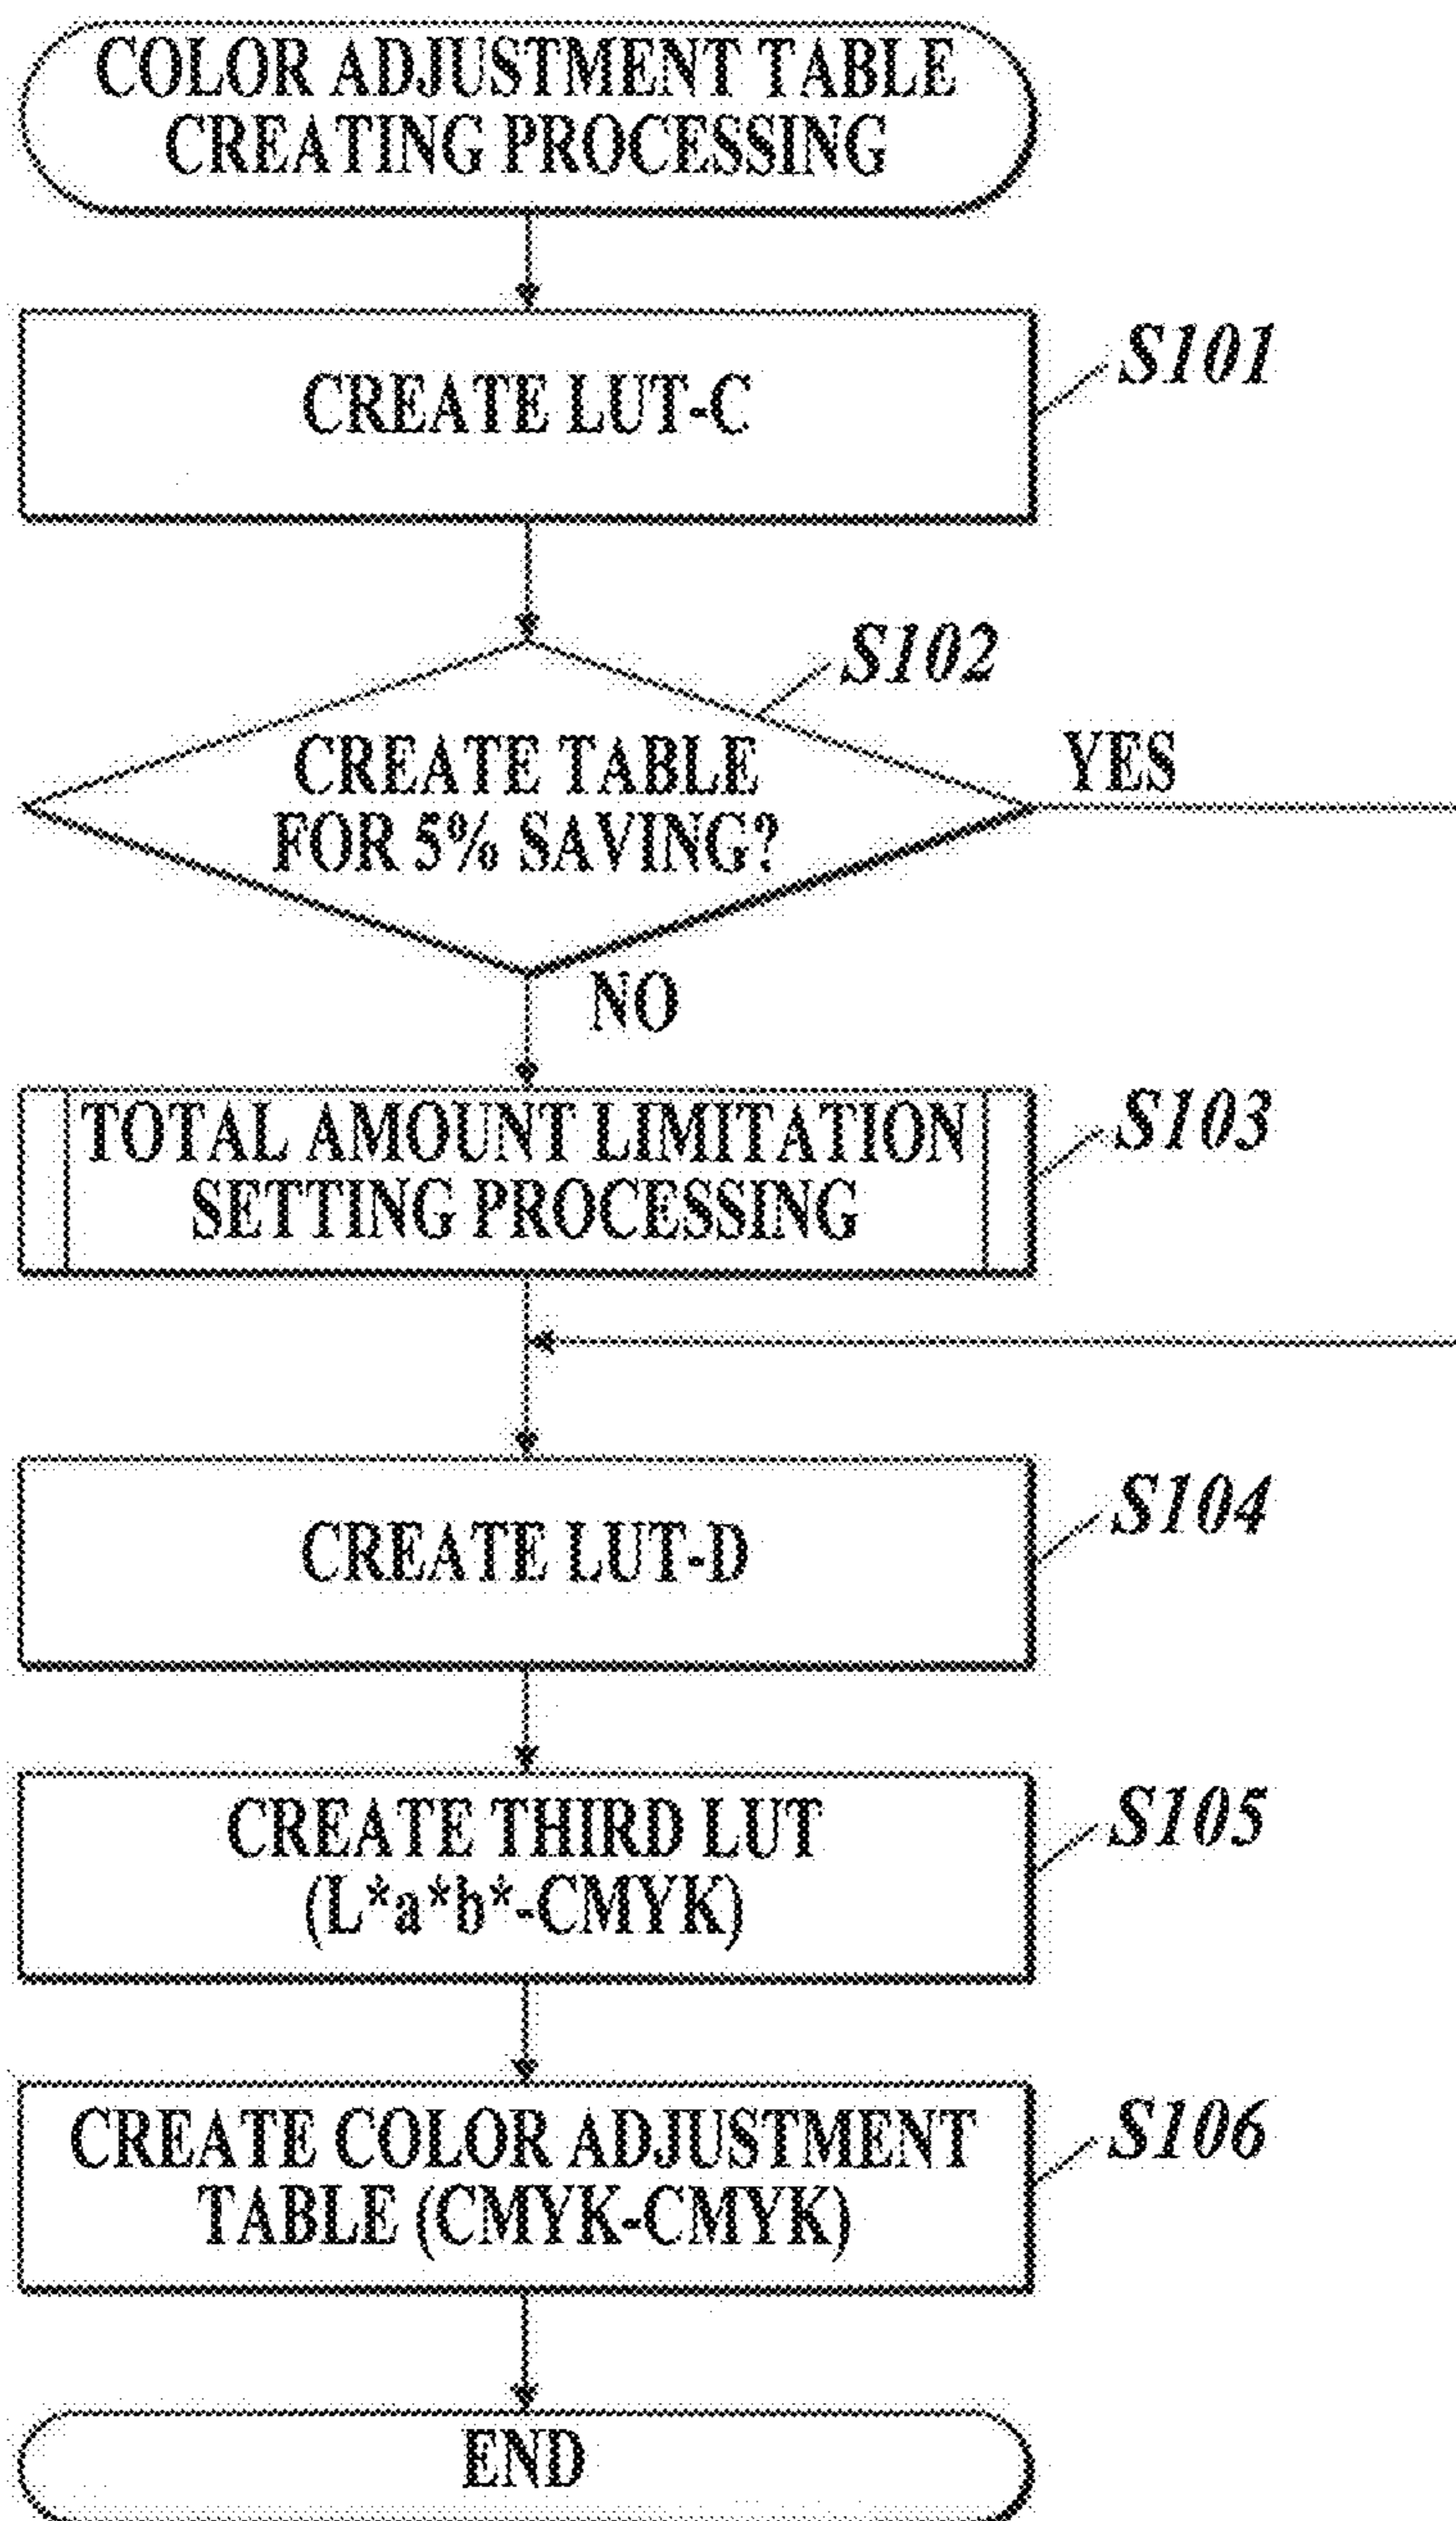 COLOR ADJUSTMENT TABLE
CREATING PROCESSING
CREATE LUT-C
S101
S102
CREATE TABLE
FOR 5% SAVING?
YES
NO
TOTAL AMOUNT LIMITATION
SETTING PROCESSING
S103
CREATE LUT-D
S104
CREATE THIRD LUT
(L*a*b*-CMYK)
S105
CREATE COLOR ADJUSTMENT
TABLE (CMYK-CMYK)
S106
END